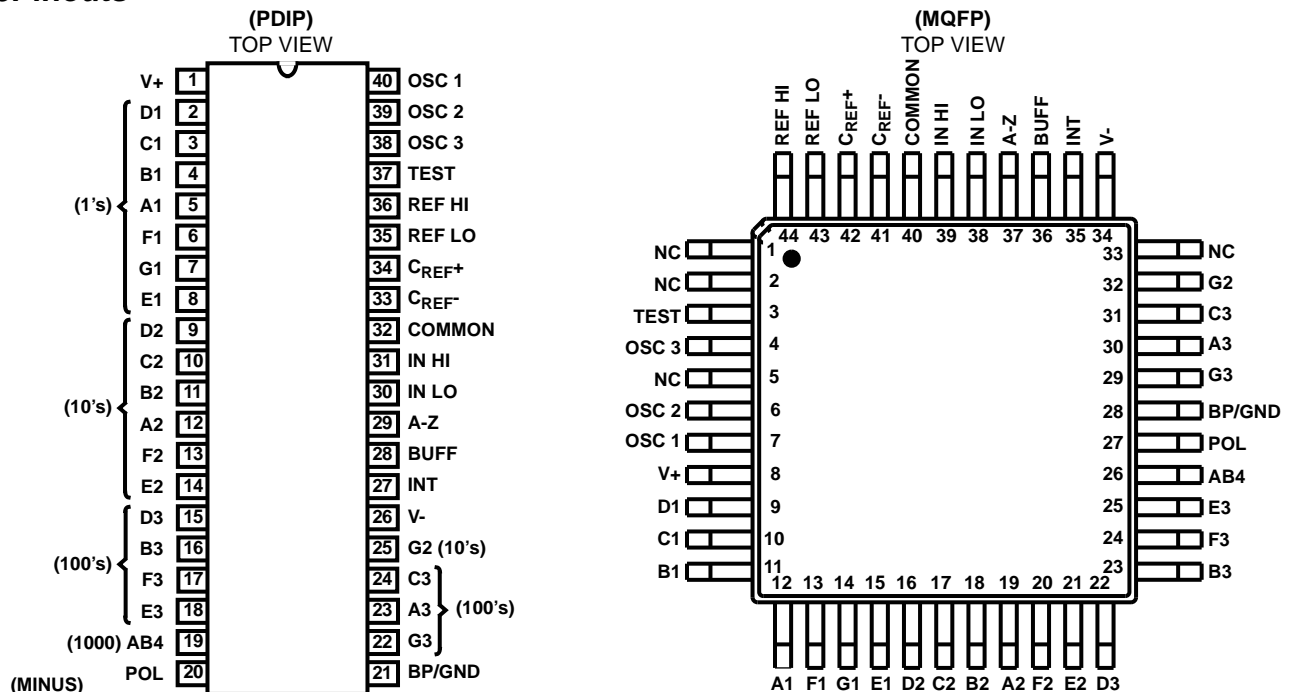 (PDIP)
TOP VIEW
V+ 1 40 OSC 1
D1 2 39 OSC 2
C1 3 38 OSC 3
B1 4 37 TEST
(1's) A1 5 36 REF HI
F1 6 35 REF LO
G1 7 34 CREF+
E1 8 33 CREF-
D2 9 32 COMMON
C2 10 31 IN HI
B2 11 30 IN LO
(10's) A2 12 29 A-Z
F2 13 28 BUFF
E2 14 27 INT
D3 15 26 V-
B3 16 25 G2 (10's)
(100's) F3 17 24 C3
E3 18 23 A3 (100's)
(1000) AB4 19 22 G3
(MINUS) POL 20 21 BP/GND
(MQFP)
TOP VIEW
REF HI REF LO CREF+ CREF- COMMON IN HI IN LO A-Z BUFF INT V-
44 43 42 41 40 39 38 37 36 35 34
NC 1 33 NC
NC 2 32 G2
TEST 3 31 C3
OSC 3 4 30 A3
NC 5 29 G3
OSC 2 6 28 BP/GND
OSC 1 7 27 POL
V+ 8 26 AB4
D1 9 25 E3
C1 10 24 F3
B1 11 23 B3
12 13 14 15 16 17 18 19 20 21 22
A1 F1 G1 E1 D2 C2 B2 A2 F2 E2 D3